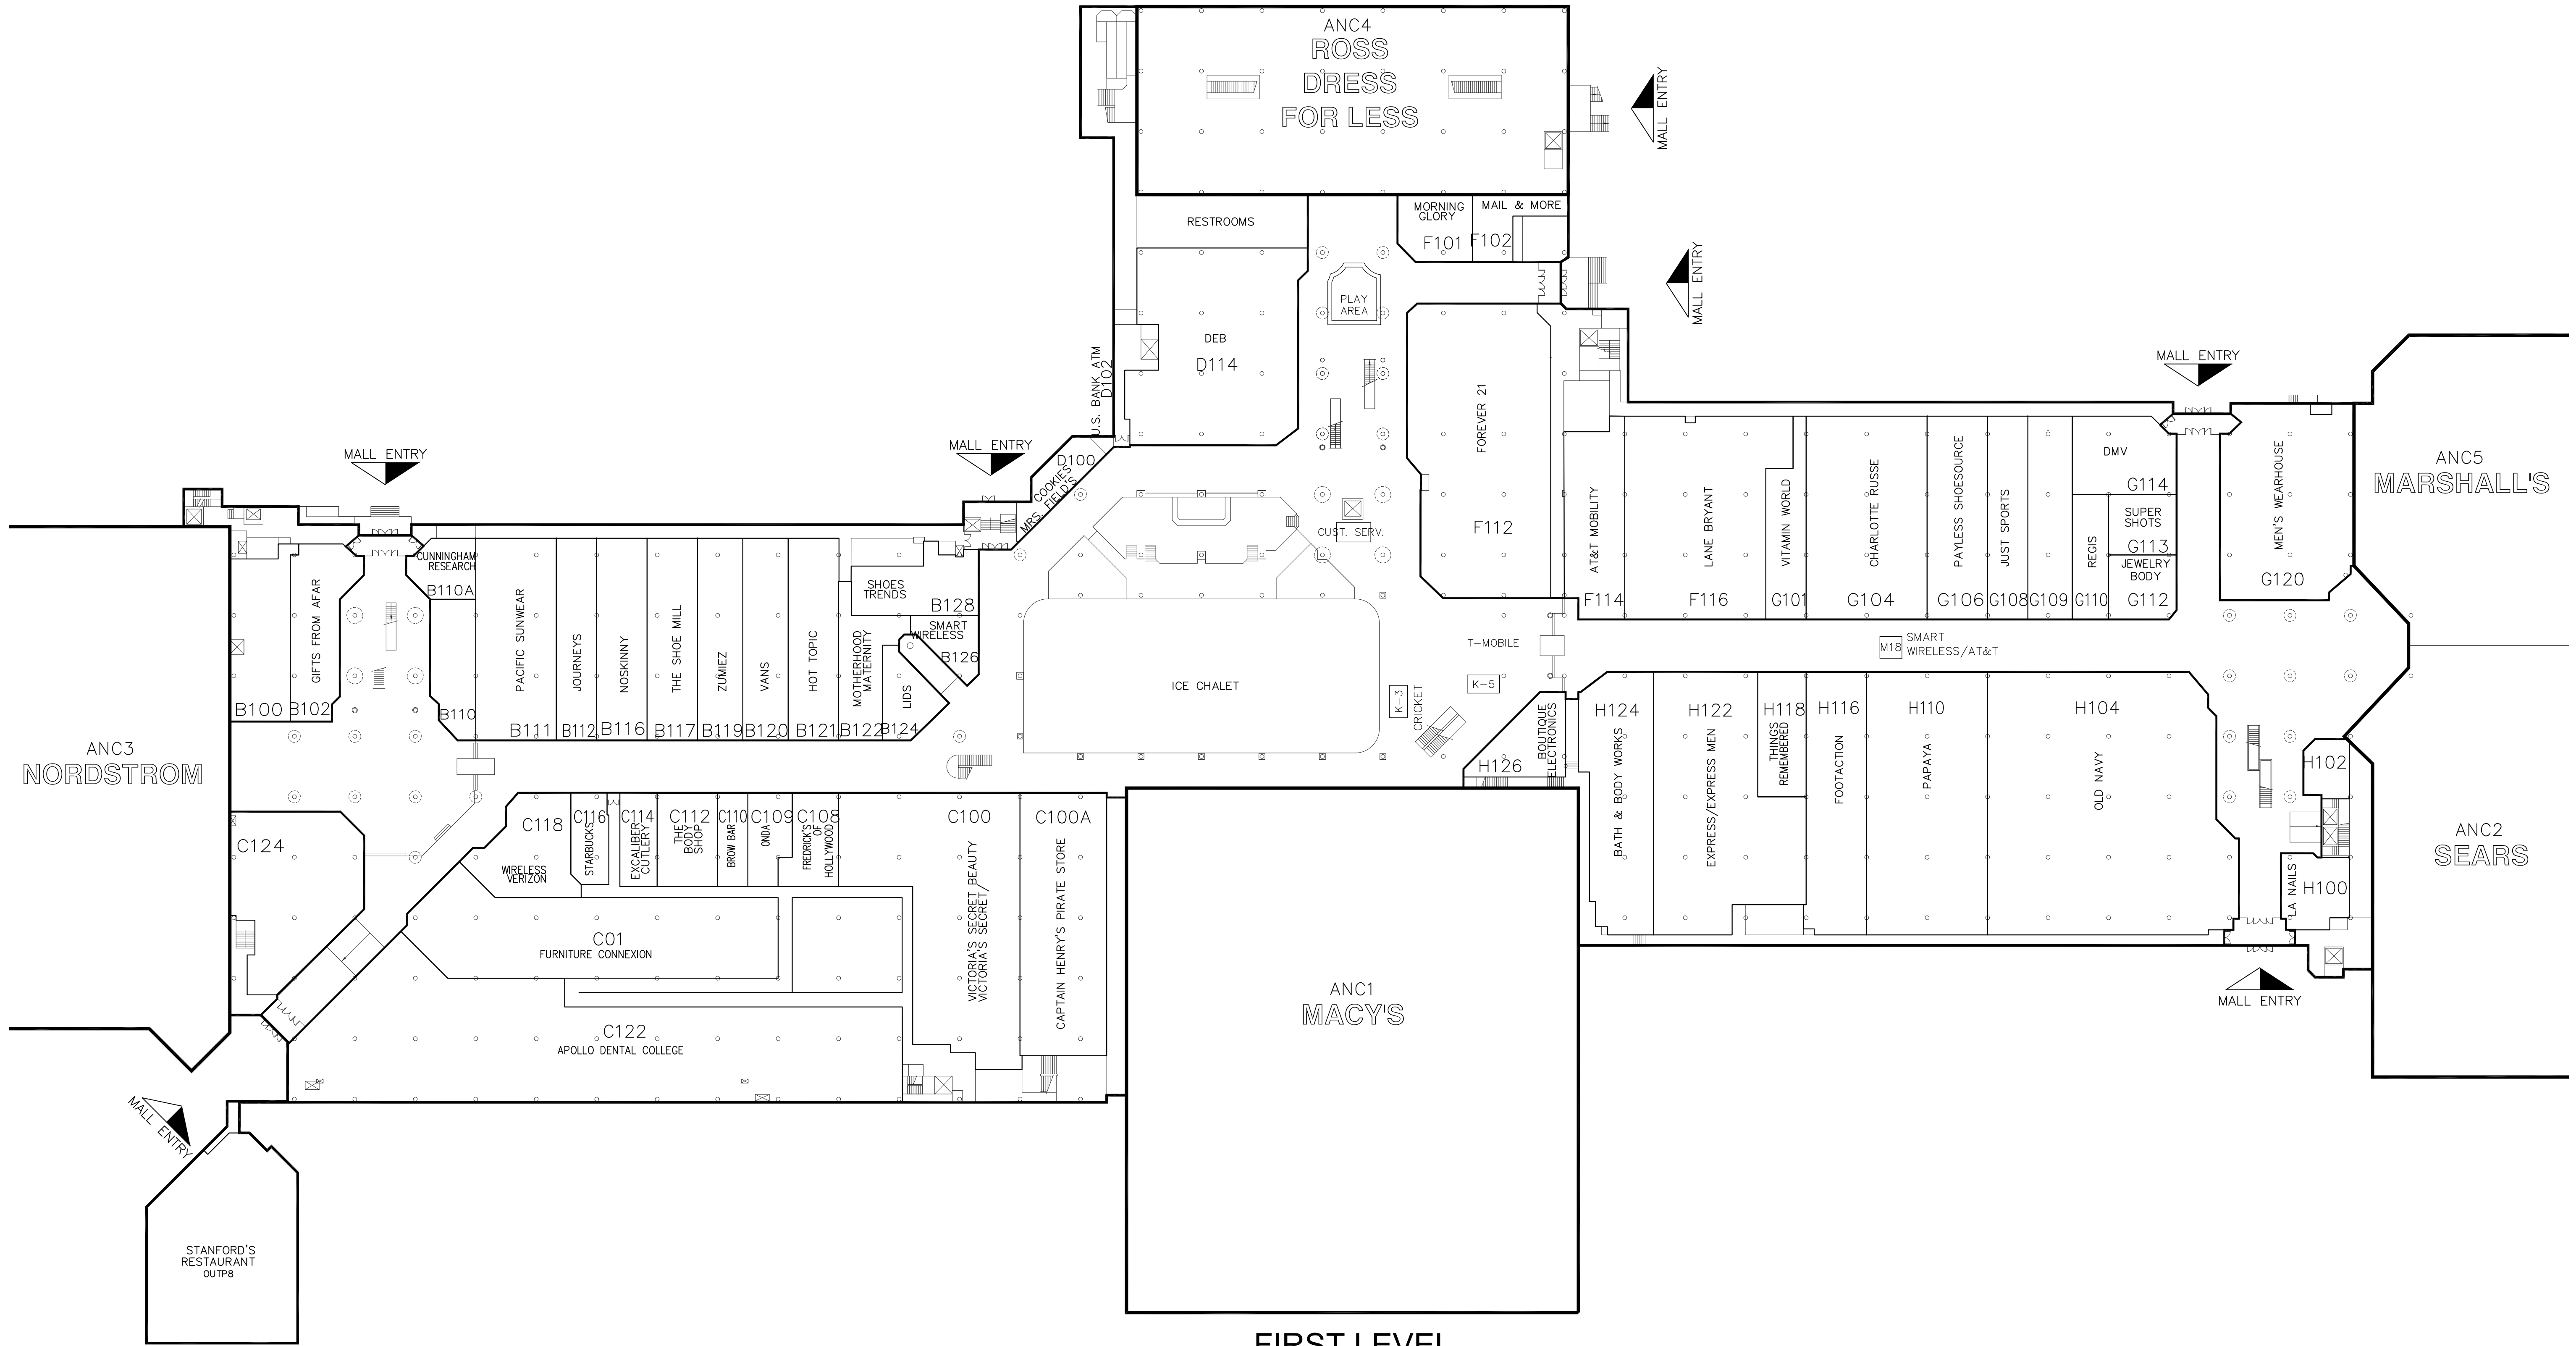 ANC4
ROSS
DRESS
FOR LESS
MALL ENTRY
MALL ENTRY
RESTROOMS
MORNING
GLORY
F101
MAIL & MORE
F102
MALL ENTRY
MALL ENTRY
PLAY
AREA
DEB
D114
U.S. BANK ATM
D102
FOREVER 21
F112
MALL ENTRY
MALL ENTRY
MALL ENTRY
D100
COOKIES
MRS. FIELD'S
CUST. SERV.
AT&T MOBILITY
F114
LANE BRYANT
F116
VITAMIN WORLD
G101
CHARLOTTE RUSSE
G104
PAYLESS SHOESOURCE
G106
JUST SPORTS
G108
G109
REGIS
G110
DMV
G114
SUPER
SHOTS
G113
JEWELRY
BODY
G112
MEN'S WEARHOUSE
G120
ANC5
MARSHALL'S
CUNNINGHAM
RESEARCH
B110A
GIFTS FROM AFAR
B100
B102
B110
PACIFIC SUNWEAR
B111
JOURNEYS
B112
NOSKINNY
B116
THE SHOE MILL
B117
ZUMIEZ
B119
VANS
B120
HOT TOPIC
B121
MOTHERHOOD
MATERNITY
B122
SHOES
TRENDS
B128
SMART
WIRELESS
B126
LIDS
B124
ICE CHALET
T-MOBILE
K-5
K-3
CRICKET
M18
SMART
WIRELESS/AT&T
ANC3
NORDSTROM
BOUTIQUE
ELECTRONICS
H126
H124
BATH & BODY WORKS
H122
EXPRESS/EXPRESS MEN
H118
THINGS
REMEMBERED
H116
FOOTACTION
H110
PAPAYA
H104
OLD NAVY
H102
LA NAILS
H100
ANC2
SEARS
C124
C118
WIRELESS
VERIZON
C116
STARBUCKS
C114
EXCALIBER
CUTLERY
C112
THE
BODY
SHOP
C110
BROW BAR
C109
ONDA
C108
FREDRICK'S
OF
HOLLYWOOD
C100
VICTORIA'S SECRET BEAUTY
VICTORIA'S SECRET/
C100A
CAPTAIN HENRY'S PIRATE STORE
C01
FURNITURE CONNEXION
C122
APOLLO DENTAL COLLEGE
ANC1
MACY'S
MALL ENTRY
MALL ENTRY
STANFORD'S
RESTAURANT
OUTP8
FIRST LEVEL